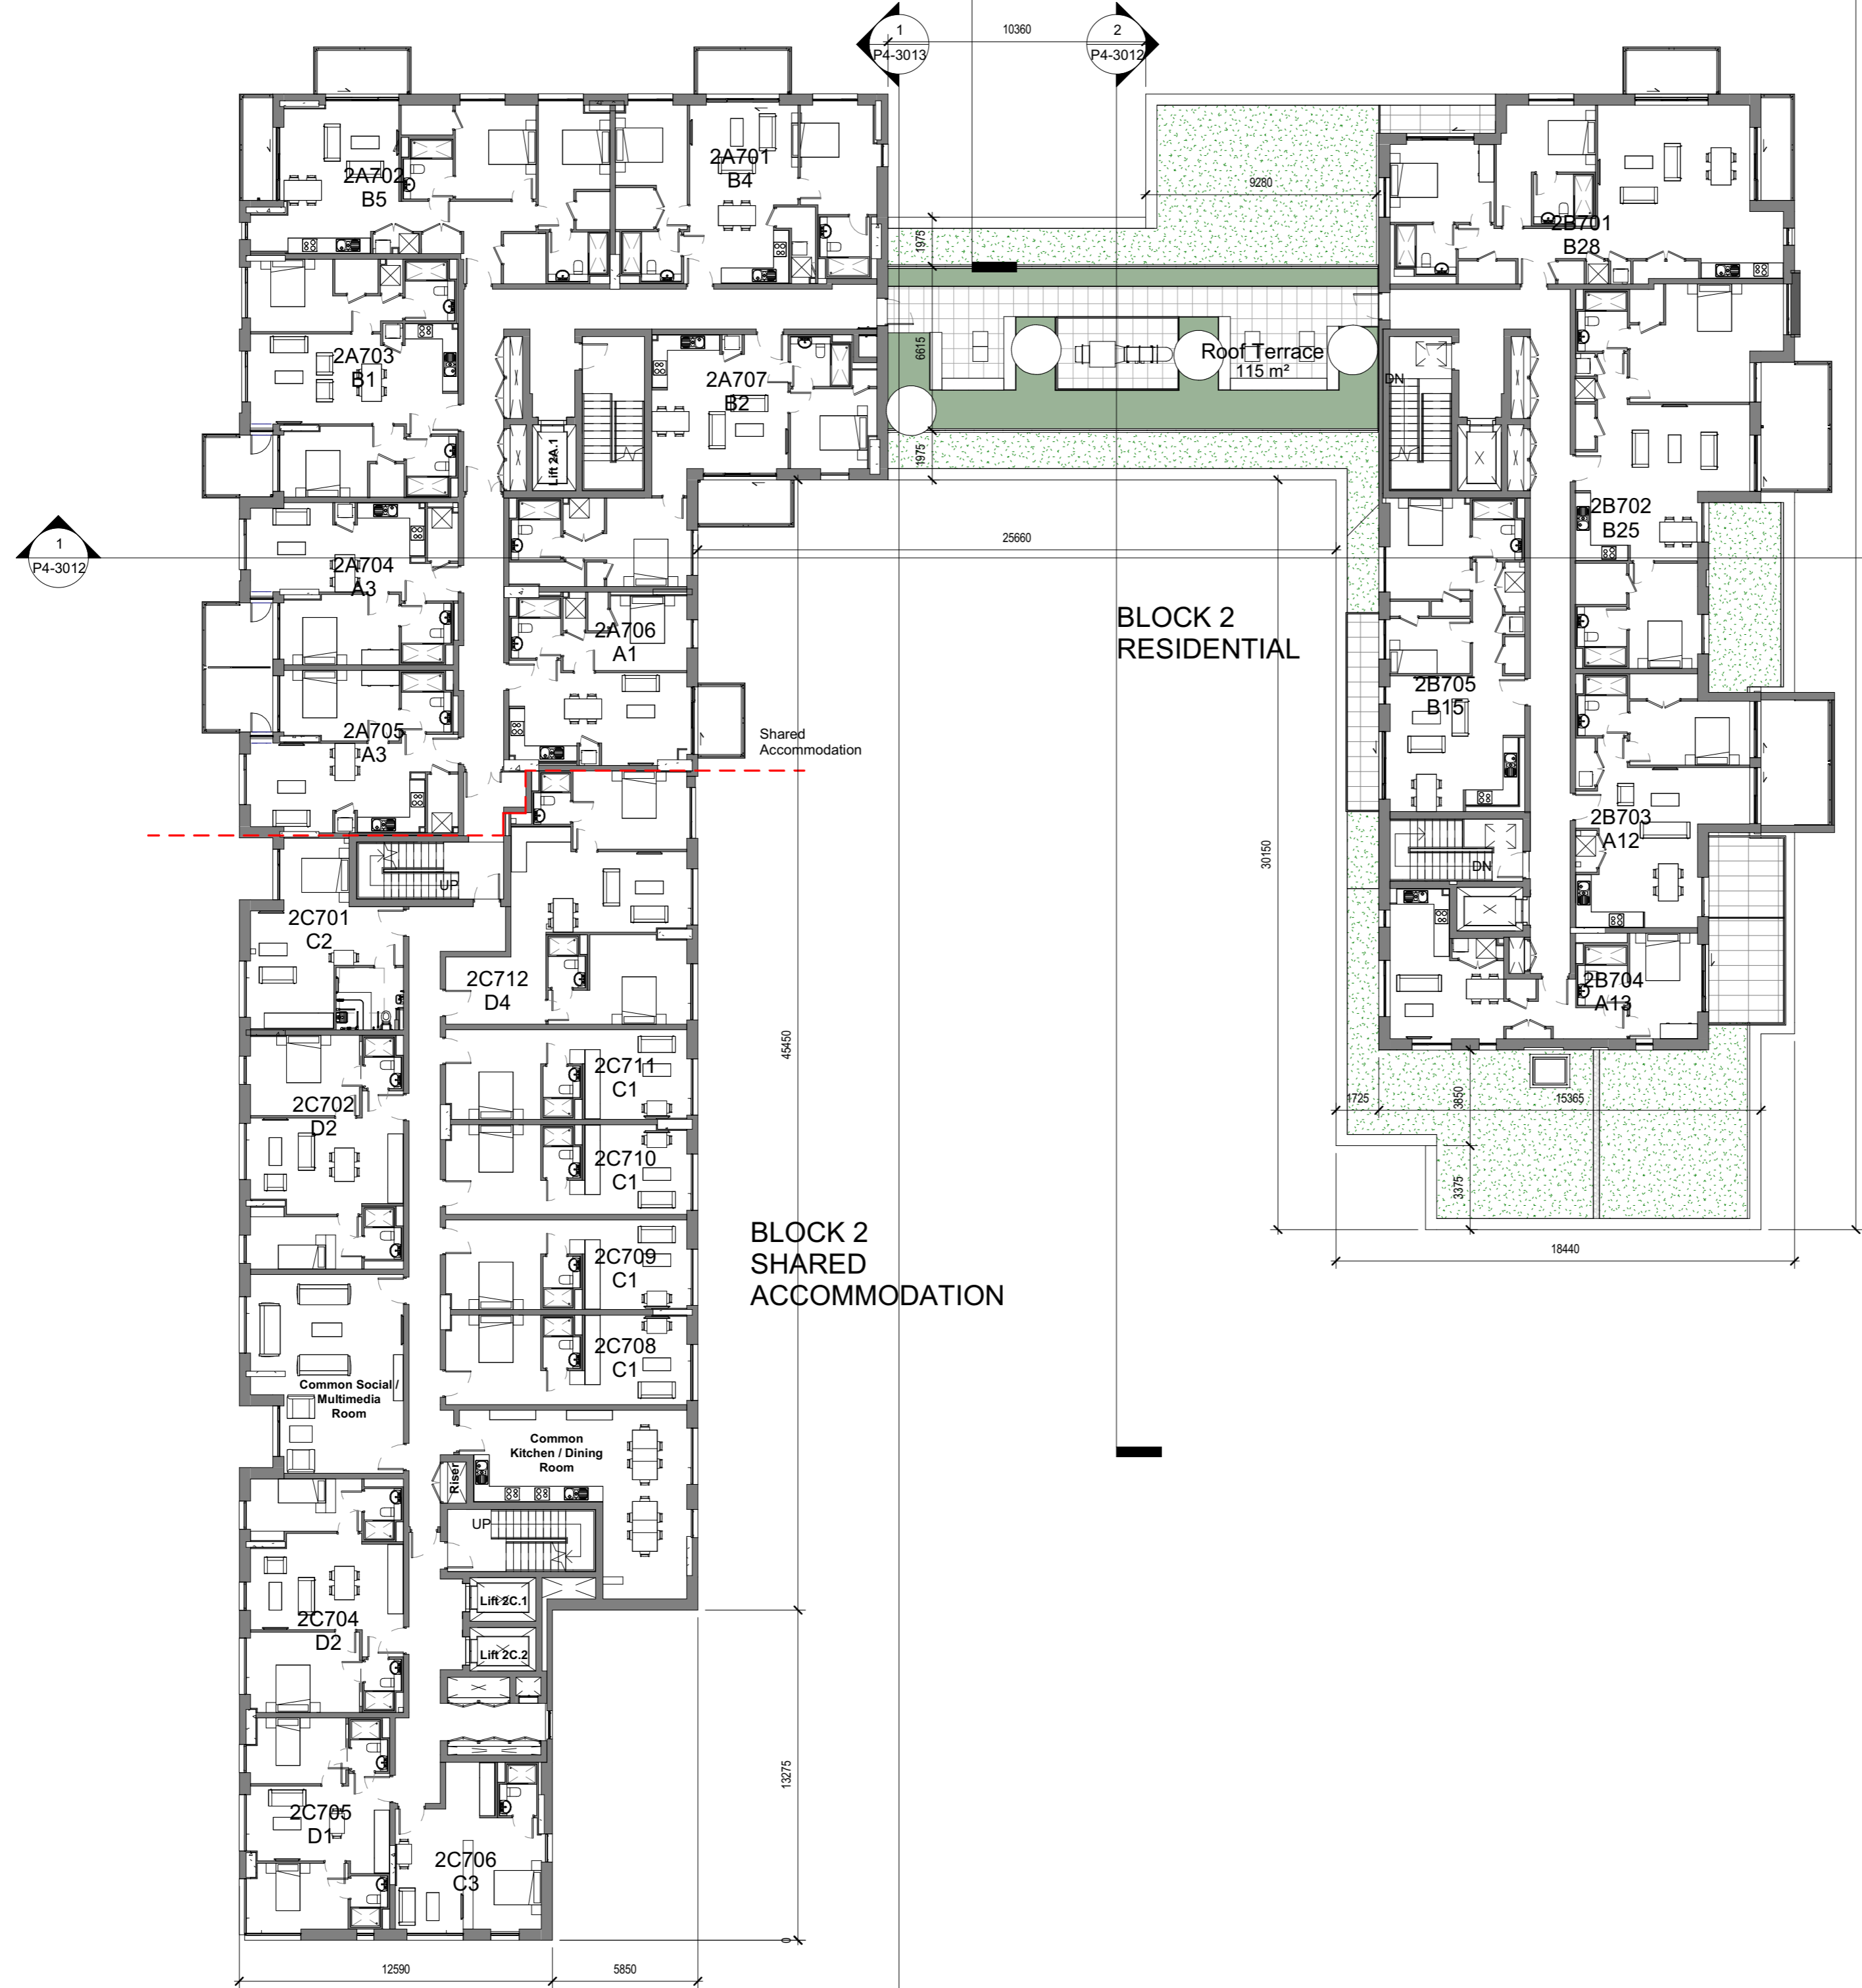 1
P4-3013
10360
2
P4-3012
2A702
B5
2A701
B4
9280
1975
2B701
B28
2A703
B1
2A707
B2
6615
Roof Terrace
115 m²
DN
Lift 2A.1
1975
1
P4-3012
25660
2B702
B25
2A704
A3
2A706
A1
BLOCK 2
RESIDENTIAL
2B705
B15
2A705
A3
Shared
Accommodation
2B703
A12
30150
DN
UP
2C701
C2
2C712
D4
2B704
A13
45450
2C711
C1
2C702
D2
1725
3850
15365
2C710
C1
3375
BLOCK 2
SHARED
ACCOMMODATION
2C709
C1
18440
2C708
C1
Common Social /
Multimedia
Room
Common
Kitchen / Dining
Room
Riser
UP
Lift 2C.1
2C704
D2
Lift 2C.2
13275
2C705
D1
2C706
C3
0
12590
5850